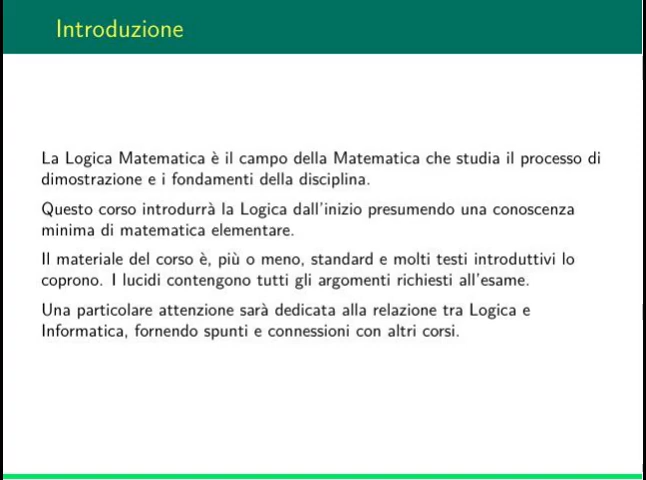 Introduzione
La Logica Matematica è il campo della Matematica che studia il processo di
dimostrazione e i fondamenti della disciplina.
Questo corso introdurrà la Logica dall'inizio presumendo una conoscenza
minima di matematica elementare.
Il materiale del corso è, più o meno, standard e molti testi introduttivi lo
coprono. I lucidi contengono tutti gli argomenti richiesti all'esame.
Una particolare attenzione sarà dedicata alla relazione tra Logica e
Informatica, fornendo spunti e connessioni con altri corsi.